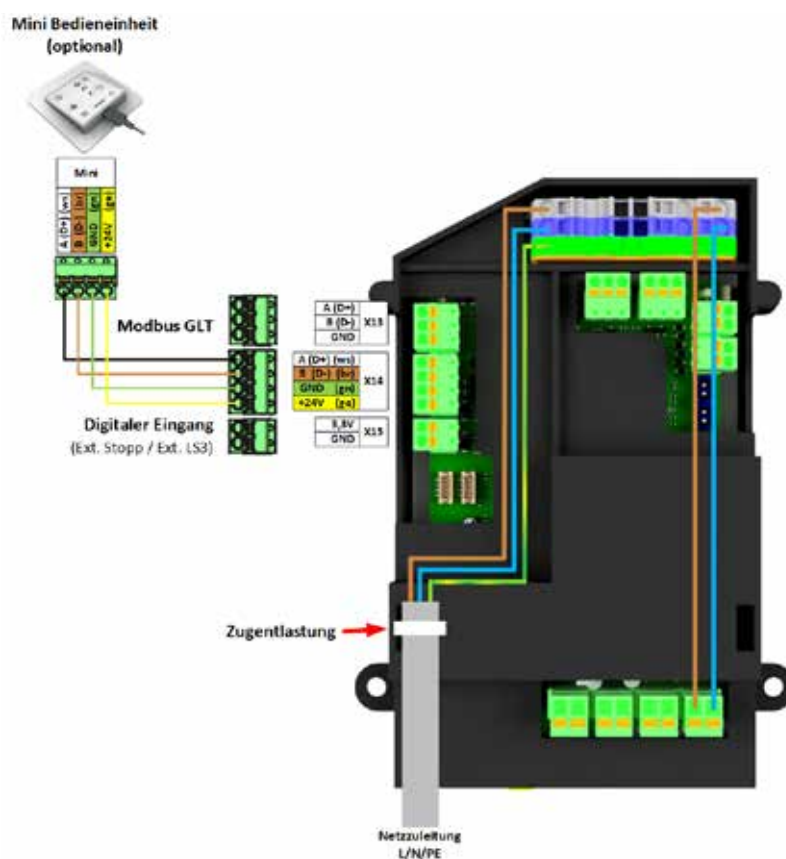 Mini Bedieneinheit
(optional)
Mini
A (D+) (ws)
B (D-) (br)
GND (gn)
+24V (ge)
Modbus GLT
A (D+)
B (D-)
GND
X13
A (D+) (ws)
B (D-) (br)
GND (gn)
+24V (ge)
X14
Digitaler Eingang
(Ext. Stopp / Ext. LS3)
3,3V
GND
X15
Zugentlastung
Netzzuleitung
L/N/PE